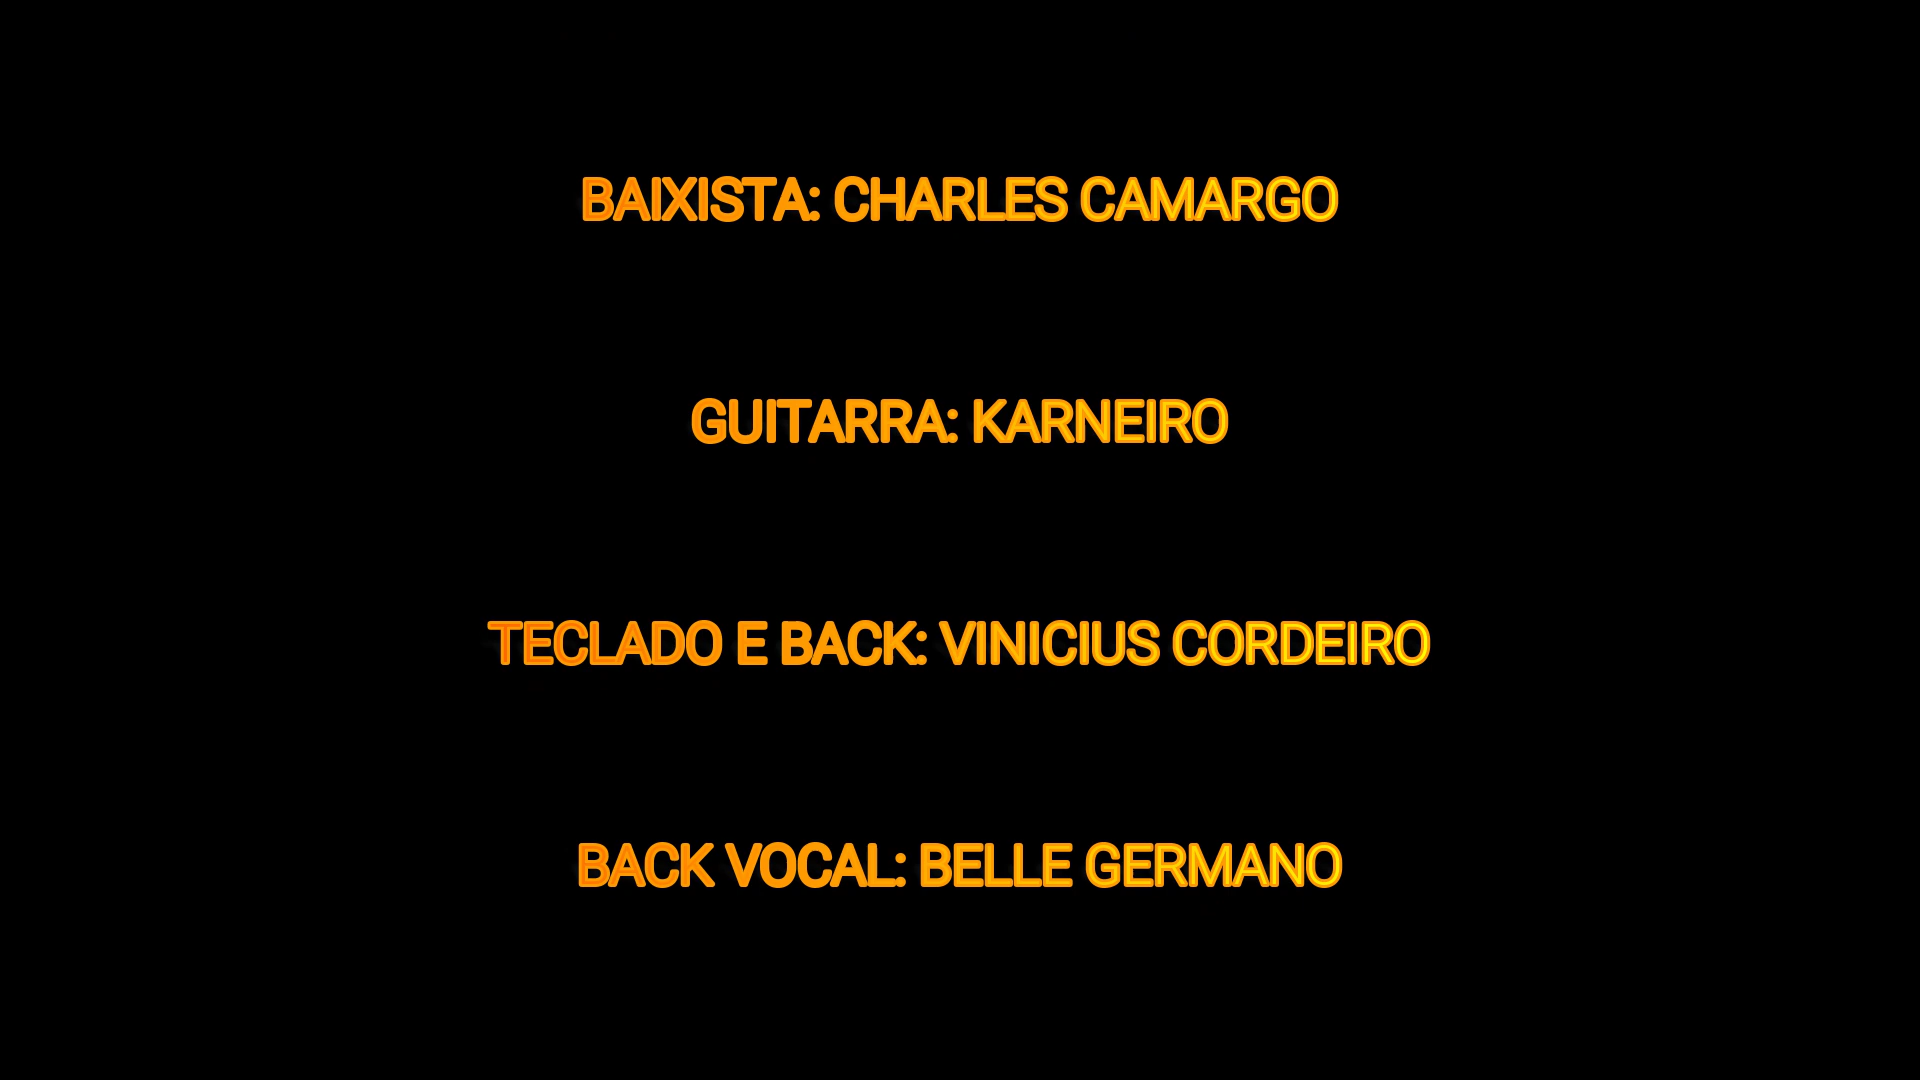 BAIXISTA: CHARLES CAMARGO
GUITARRA: KARNEIRO
TECLADO E BACK: VINICIUS CORDEIRO
BACK VOCAL: BELLE GERMANO